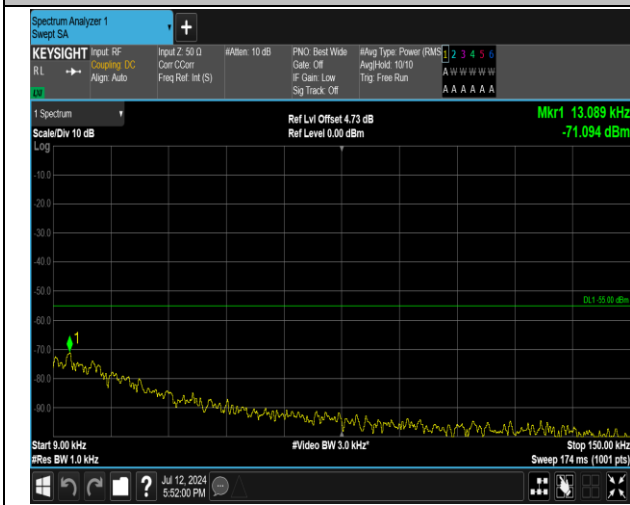 Spectrum Analyzer 1
Swept SA
+
KEYSIGHT Input: RF Input Z: 50 Ω #Atten: 10 dB PNO: Best Wide #Avg Type: Power (RMS 1 2 3 4 5 6
RL Coupling: DC Corr CCorr Gate: Off Avg|Hold: 10/10 A W W W W W
Align: Auto Freq Ref: Int (S) IF Gain: Low Trig: Free Run
Sig Track: Off A A A A A A
1 Spectrum
Ref Lvl Offset 4.73 dB Mkr1 13.089 kHz
Scale/Div 10 dB Ref Level 0.00 dBm -71.094 dBm
Log
-10.0
-20.0
-30.0
-40.0
-50.0
DL1 -55.00 dBm
-60.0
1
-70.0
-80.0
-90.0
Start 9.00 kHz #Video BW 3.0 kHz* Stop 150.00 kHz
#Res BW 1.0 kHz Sweep 174 ms (1001 pts)
? Jul 12, 2024
5:52:00 PM